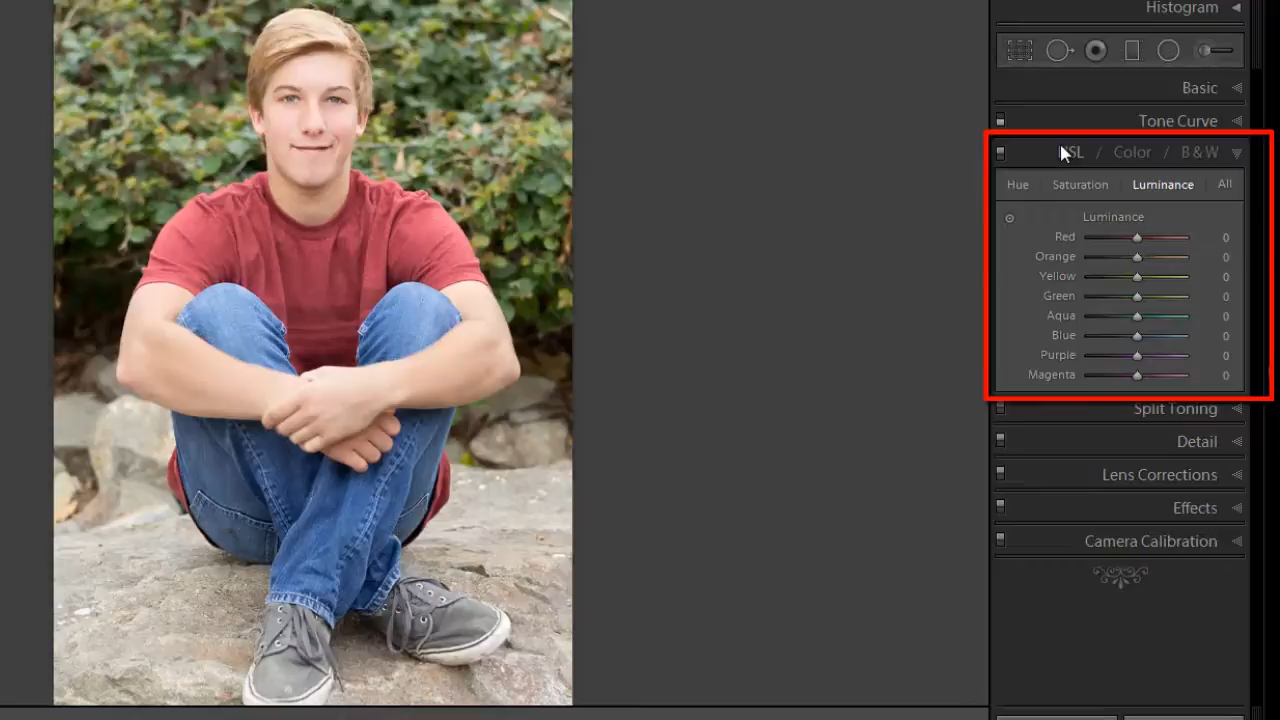 Histogram
Basic
Tone Curve
HSL / Color / B & W
Hue Saturation Luminance All
Luminance
Red 0
Orange 0
Yellow 0
Green 0
Aqua 0
Blue 0
Purple 0
Magenta 0
Split Toning
Detail
Lens Corrections
Effects
Camera Calibration